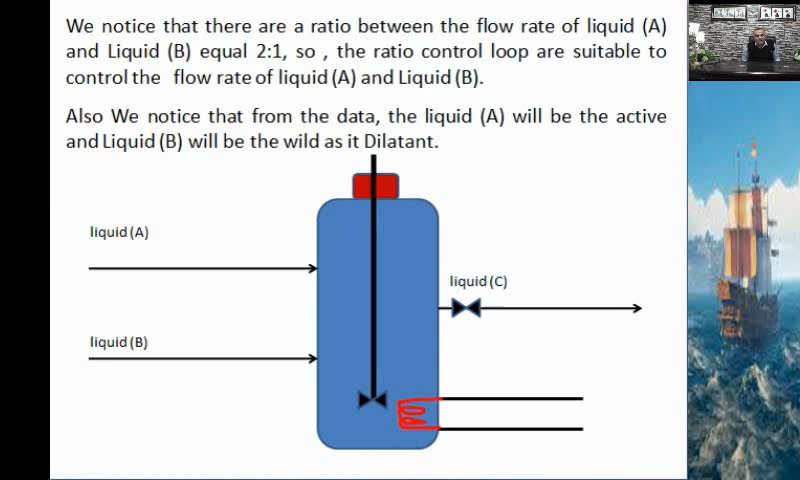 We notice that there are a ratio between the flow rate of liquid (A)
and Liquid (B) equal 2:1, so , the ratio control loop are suitable to
control the flow rate of liquid (A) and Liquid (B).
Also We notice that from the data, the liquid (A) will be the active
and Liquid (B) will be the wild as it Dilatant.
liquid (A)
liquid (C)
liquid (B)